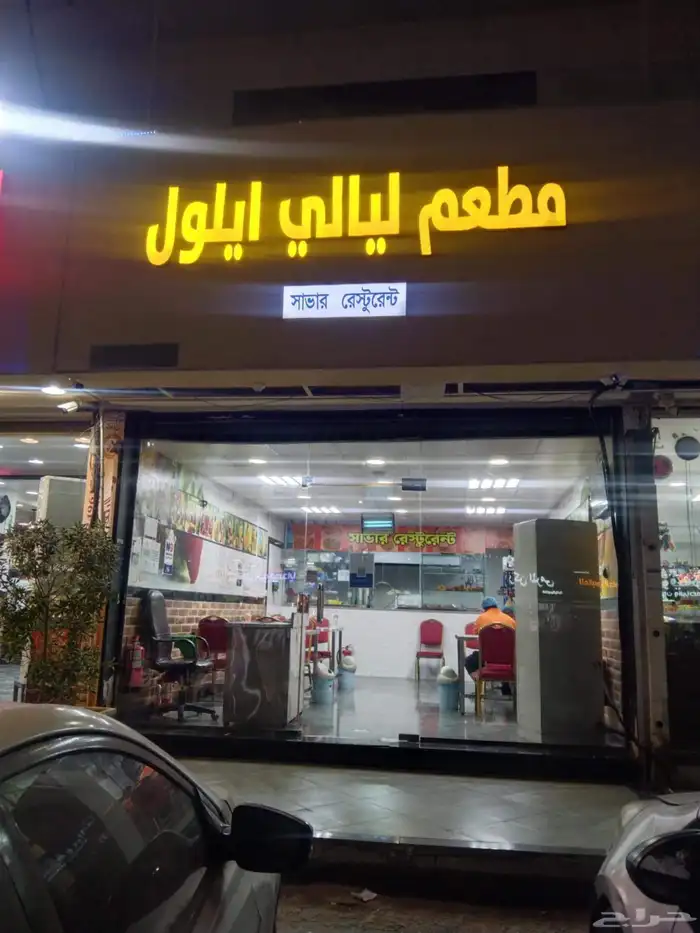 مطعم ليالي ايلول
সাভার রেস্টুরেন্ট
সাভার রেস্টুরেন্ট
حراج